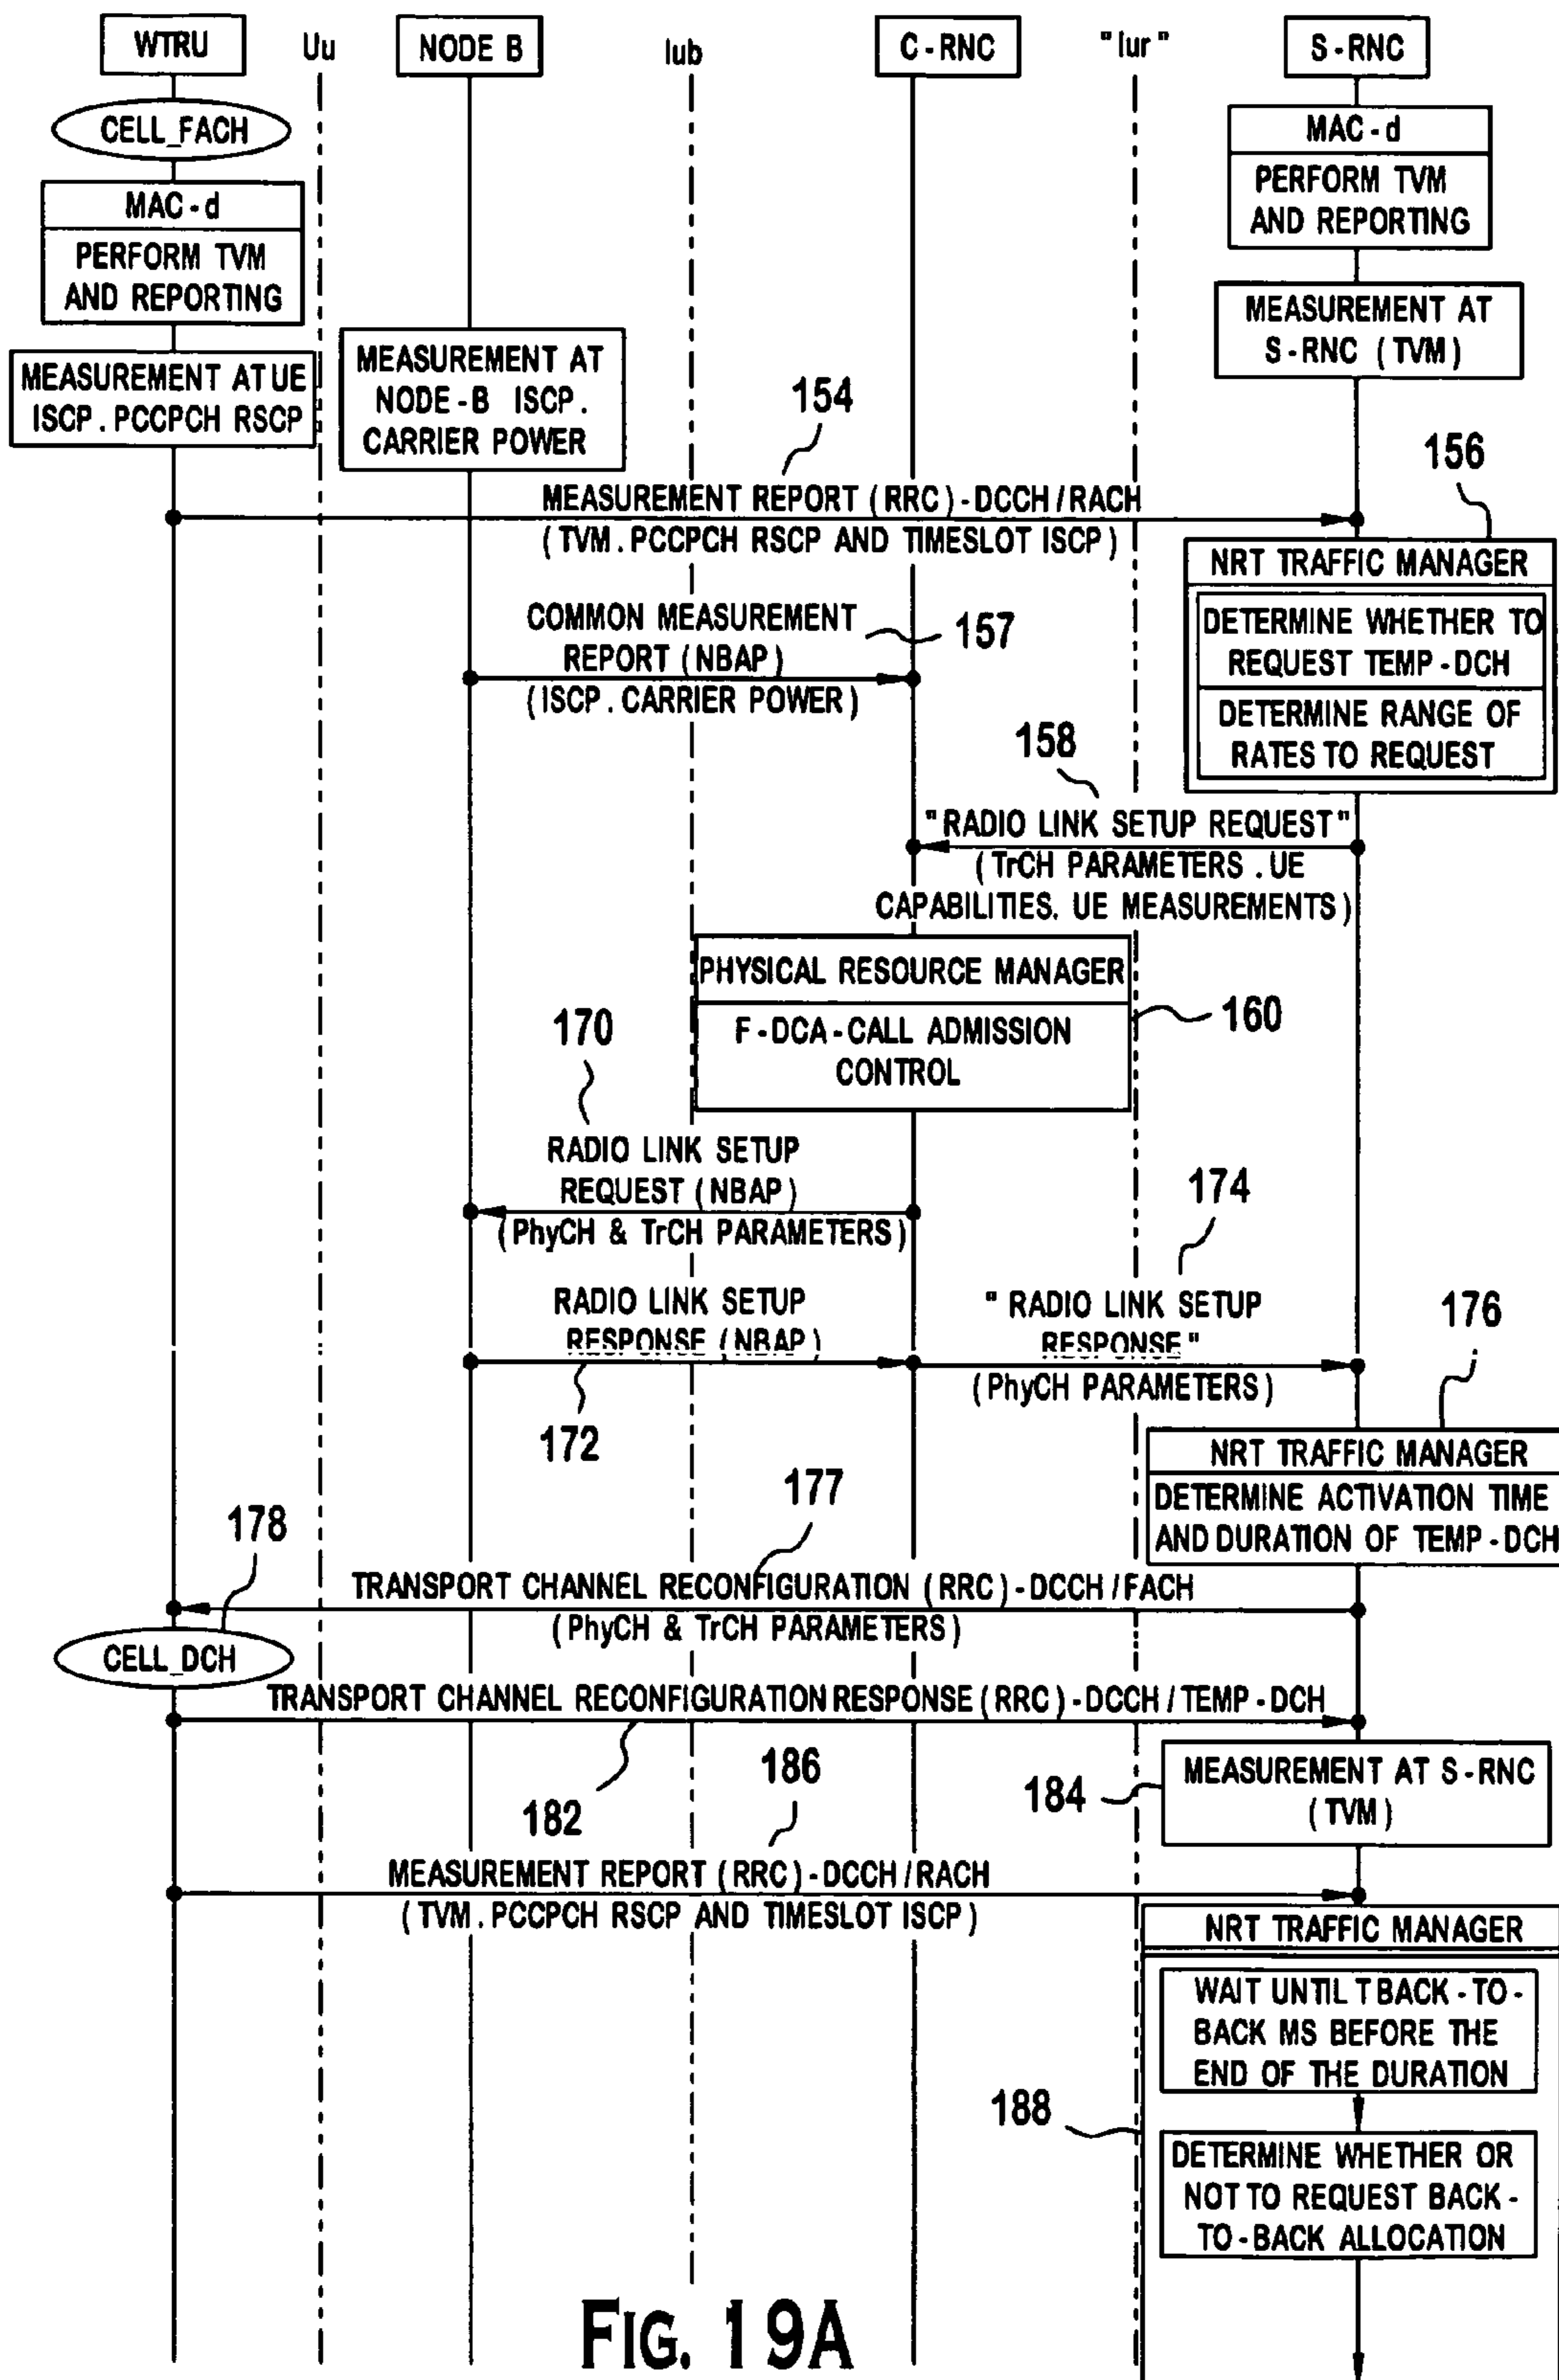 WTRU
Uu
NODE B
Iub
C-RNC
"Iur"
S-RNC
CELL_FACH
MAC-d
PERFORM TVM
AND REPORTING
MEASUREMENT AT UE
ISCP.PCCPCH RSCP
MEASUREMENT AT
NODE-B ISCP.
CARRIER POWER
MAC-d
PERFORM TVM
AND REPORTING
MEASUREMENT AT
S-RNC (TVM)
154
156
MEASUREMENT REPORT (RRC)-DCCH/RACH
(TVM.PCCPCH RSCP AND TIMESLOT ISCP)
NRT TRAFFIC MANAGER
DETERMINE WHETHER TO
REQUEST TEMP-DCH
DETERMINE RANGE OF
RATES TO REQUEST
COMMON MEASUREMENT
REPORT (NBAP)
(ISCP.CARRIER POWER)
157
158
"RADIO LINK SETUP REQUEST"
(TrCH PARAMETERS.UE
CAPABILITIES. UE MEASUREMENTS)
PHYSICAL RESOURCE MANAGER
F-DCA-CALL ADMISSION
CONTROL
160
170
RADIO LINK SETUP
REQUEST (NBAP)
(PhyCH & TrCH PARAMETERS)
174
RADIO LINK SETUP
RESPONSE (NBAP)
172
"RADIO LINK SETUP
RESPONSE"
(PhyCH PARAMETERS)
176
NRT TRAFFIC MANAGER
DETERMINE ACTIVATION TIME
AND DURATION OF TEMP-DCH
177
178
TRANSPORT CHANNEL RECONFIGURATION (RRC)-DCCH/FACH
(PhyCH & TrCH PARAMETERS)
CELL_DCH
TRANSPORT CHANNEL RECONFIGURATION RESPONSE (RRC)-DCCH/TEMP-DCH
182
186
184
MEASUREMENT AT S-RNC
(TVM)
MEASUREMENT REPORT (RRC)-DCCH/RACH
(TVM.PCCPCH RSCP AND TIMESLOT ISCP)
NRT TRAFFIC MANAGER
WAIT UNTIL T BACK-TO-
BACK MS BEFORE THE
END OF THE DURATION
188
DETERMINE WHETHER OR
NOT TO REQUEST BACK-
TO-BACK ALLOCATION
FIG. 19A